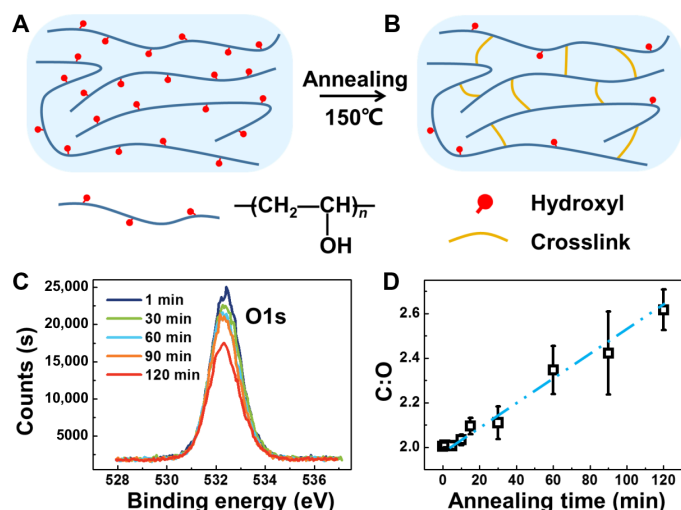 A
Annealing
150℃
B
(CH₂—CH)n
OH
Hydroxyl
Crosslink
C
1 min
30 min
60 min
90 min
120 min
O1s
25,000
20,000
15,000
10,000
5000
Counts (s)
528 530 532 534 536
Binding energy (eV)
D
2.6
2.4
2.2
2.0
C:O
0 20 40 60 80 100 120
Annealing time (min)